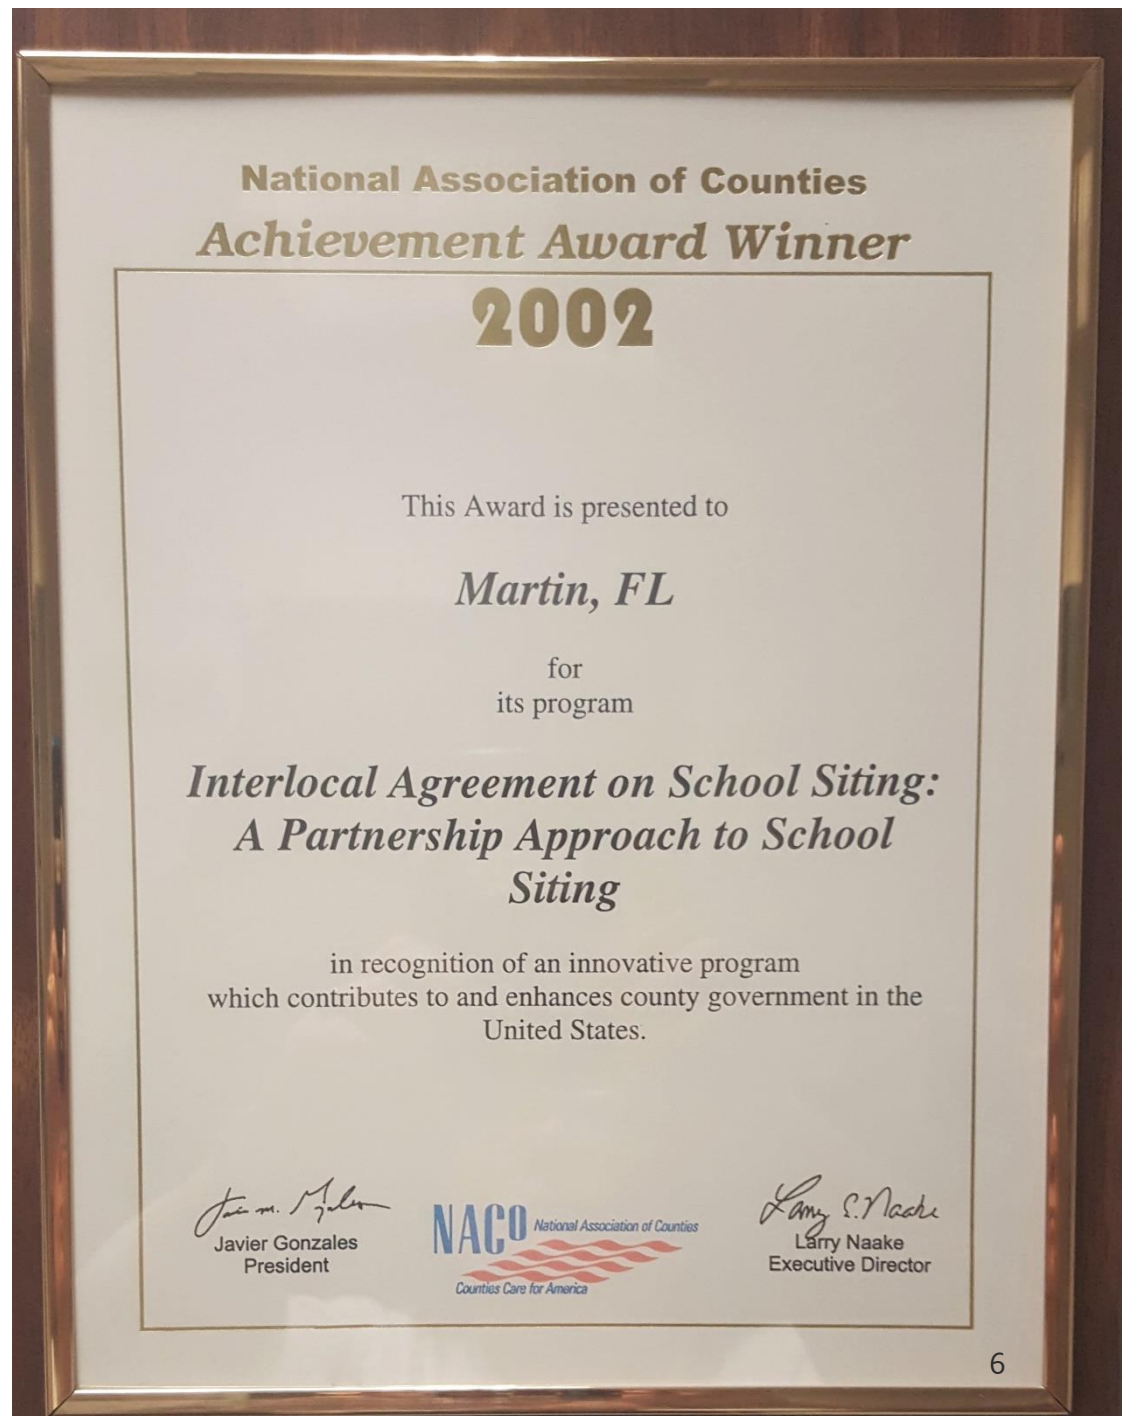 National Association of Counties
Achievement Award Winner
2002
This Award is presented to
Martin, FL
for
its program
Interlocal Agreement on School Siting:
A Partnership Approach to School
Siting
in recognition of an innovative program
which contributes to and enhances county government in the
United States.
Javier Gonzales
President
NACO National Association of Counties
Counties Care for America
Larry S. Naake
Larry Naake
Executive Director
6